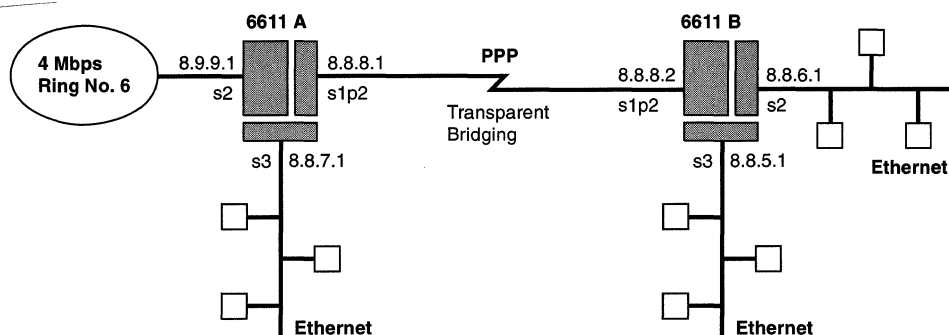 6611 A
6611 B
4 Mbps
Ring No. 6
8.9.9.1
s2
8.8.8.1
s1p2
PPP
Transparent
Bridging
8.8.8.2
s1p2
8.8.6.1
s2
s3
8.8.7.1
s3
8.8.5.1
Ethernet
Ethernet
Ethernet